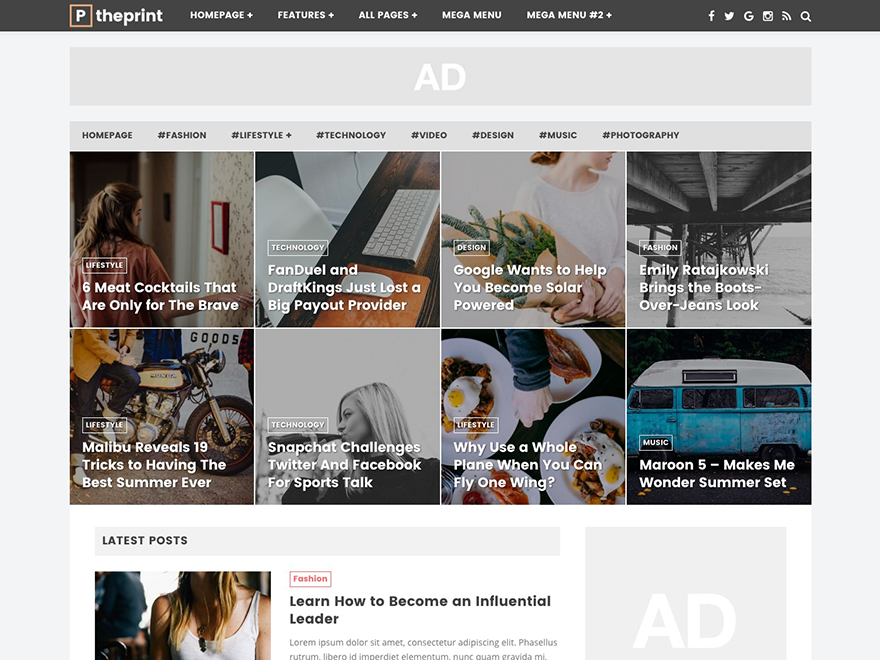 P theprint HOMEPAGE + FEATURES + ALL PAGES + MEGA MENU MEGA MENU #2 +
AD
HOMEPAGE #FASHION #LIFESTYLE + #TECHNOLOGY #VIDEO #DESIGN #MUSIC #PHOTOGRAPHY
LIFESTYLE
6 Meat Cocktails That
Are Only for The Brave
TECHNOLOGY
FanDuel and
DraftKings Just Lost a
Big Payout Provider
DESIGN
Google Wants to Help
You Become Solar
Powered
FASHION
Emily Ratajkowski
Brings the Boots-
Over-Jeans Look
GOODS
HONDA
LIFESTYLE
Malibu Reveals 19
Tricks to Having The
Best Summer Ever
TECHNOLOGY
Snapchat Challenges
Twitter And Facebook
For Sports Talk
LIFESTYLE
Why Use a Whole
Plane When You Can
Fly One Wing?
MUSIC
Maroon 5 – Makes Me
Wonder Summer Set
LATEST POSTS
Fashion
Learn How to Become an Influential
Leader
Lorem ipsum dolor sit amet, consectetur adipiscing elit. Phasellus
rutrum, libero id imperdiet elementum, nunc quam gravida mi,
AD